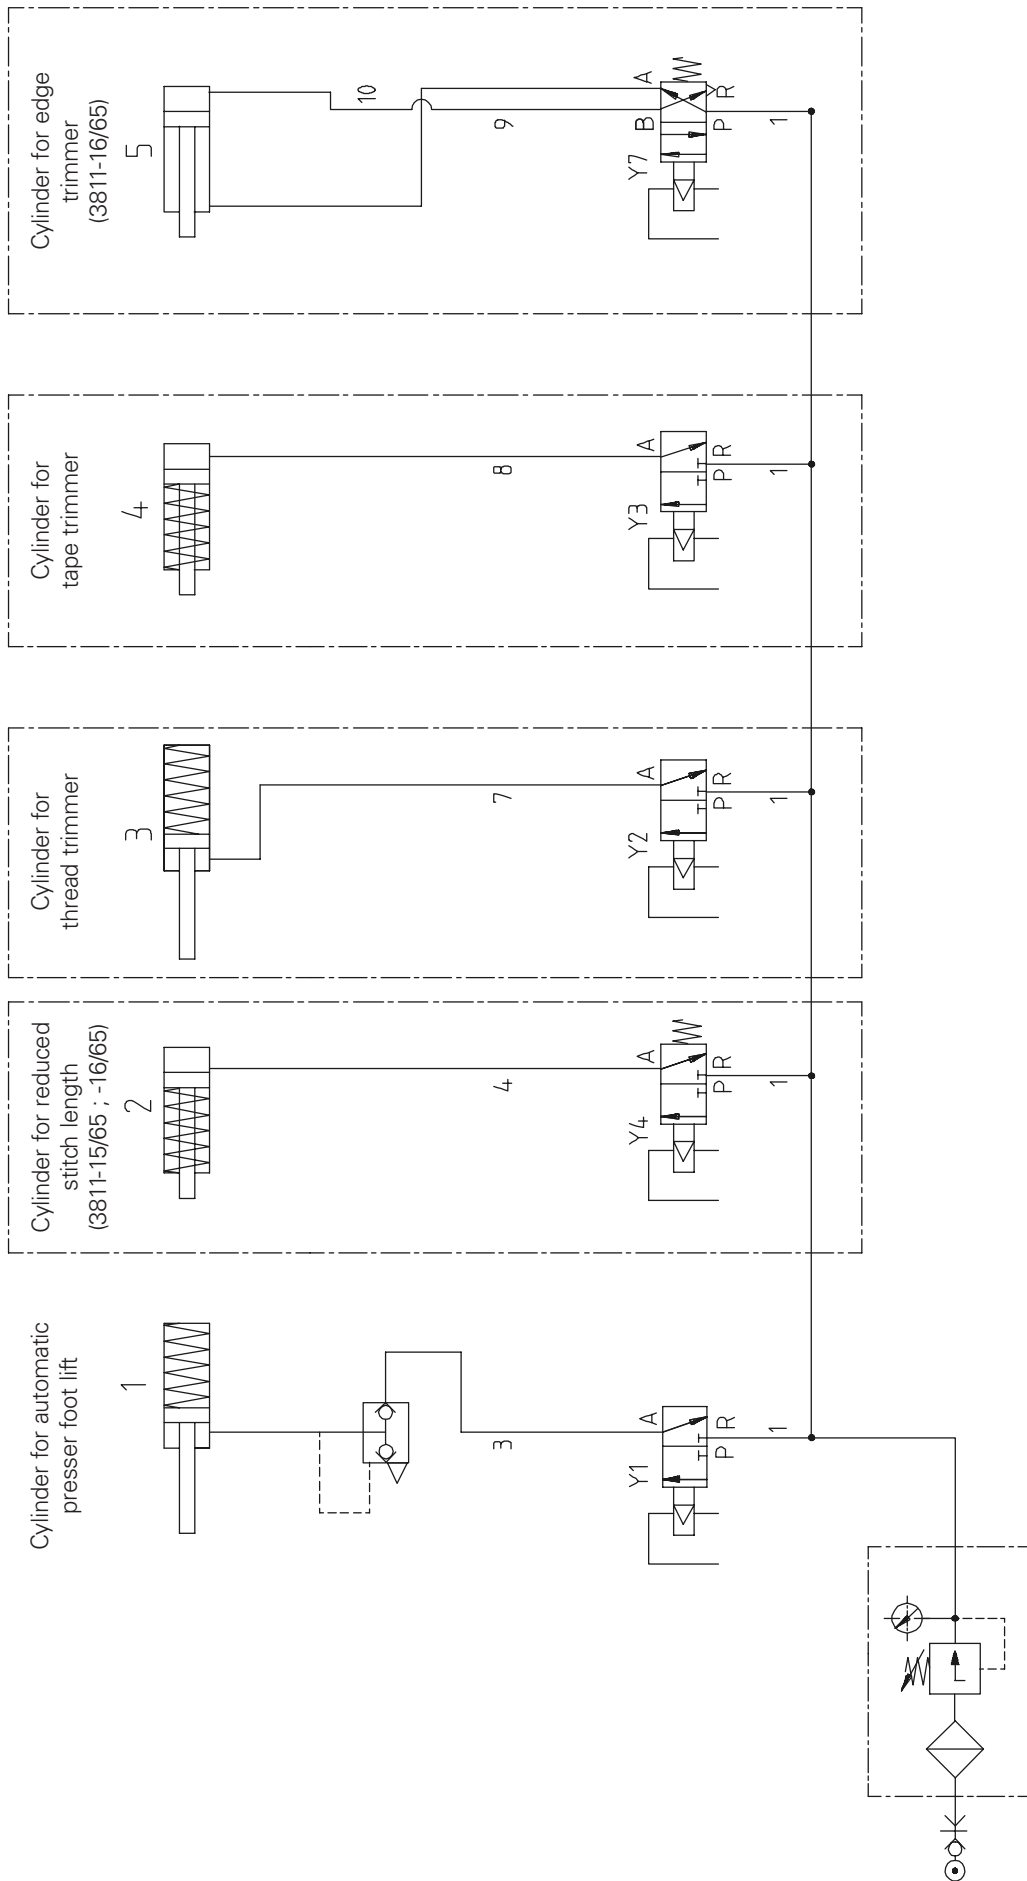 Cylinder for automatic
presser foot lift
1
3
Y1
A
P
R
1
Cylinder for reduced
stitch length
(3811-15/65 ; -16/65)
2
4
Y4
A
P
R
1
Cylinder for
thread trimmer
3
7
Y2
A
P
R
1
Cylinder for
tape trimmer
4
8
Y3
A
P
R
1
Cylinder for edge
trimmer
(3811-16/65)
5
10
9
Y7
B
A
P
R
1